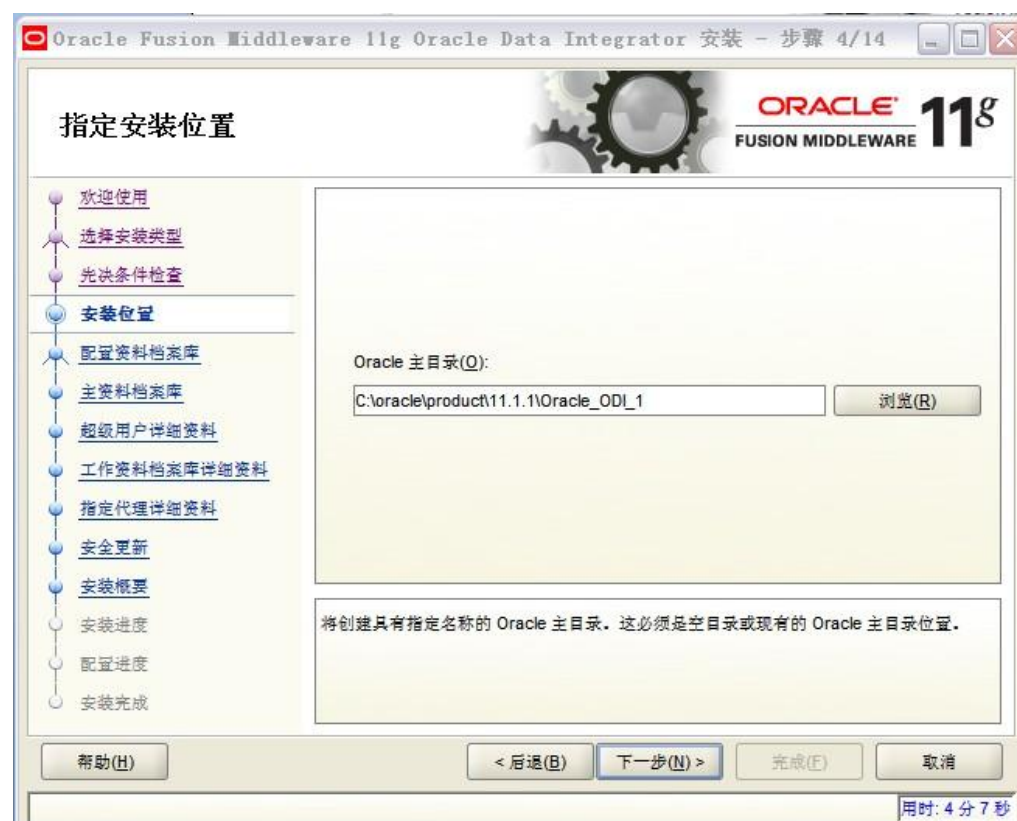 Oracle Fusion Middleware 11g Oracle Data Integrator 安装 - 步骤 4/14
指定安装位置
ORACLE
FUSION MIDDLEWARE
11g
欢迎使用
选择安装类型
先决条件检查
安装位置
配置资料档案库
主资料档案库
超级用户详细资料
工作资料档案库详细资料
指定代理详细资料
安全更新
安装概要
安装进度
配置进度
安装完成
Oracle 主目录(O):
C:\oracle\product\11.1.1\Oracle_ODI_1
浏览(R)
将创建具有指定名称的 Oracle 主目录。这必须是空目录或现有的 Oracle 主目录位置。
帮助(H)
< 后退(B)
下一步(N) >
完成(F)
取消
用时: 4 分 7 秒